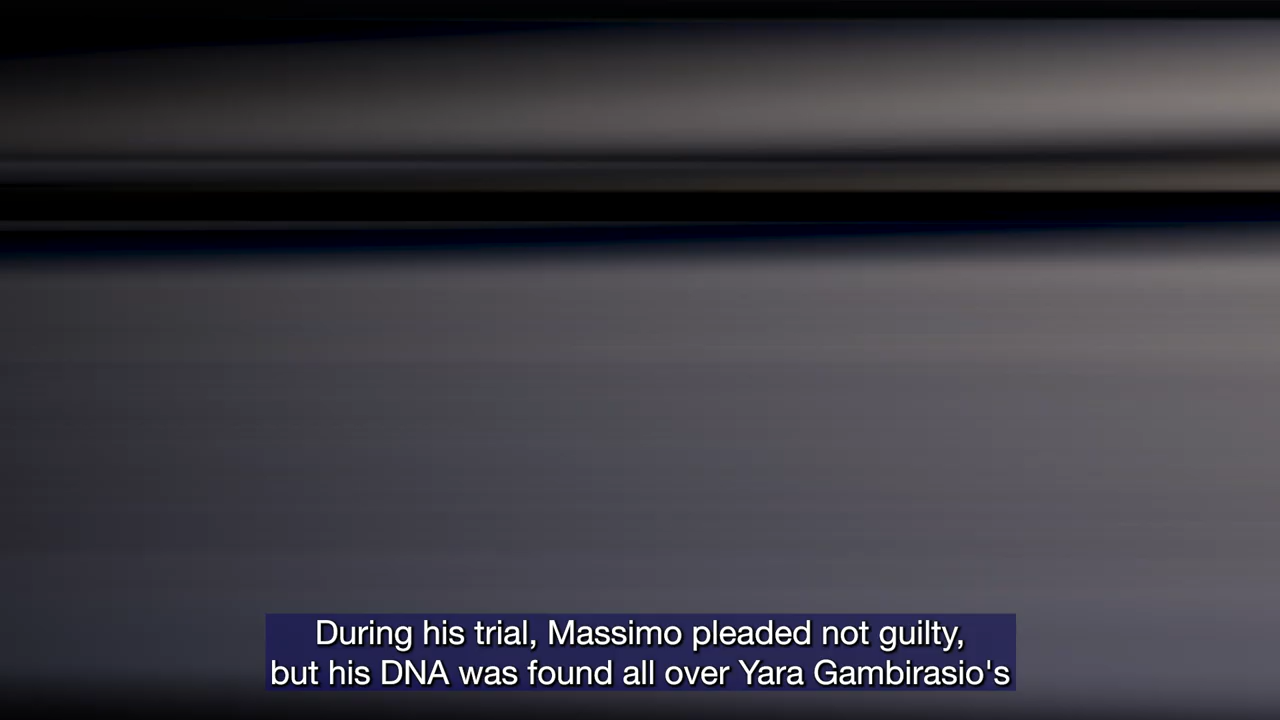 During his trial, Massimo pleaded not guilty,
but his DNA was found all over Yara Gambirasio's